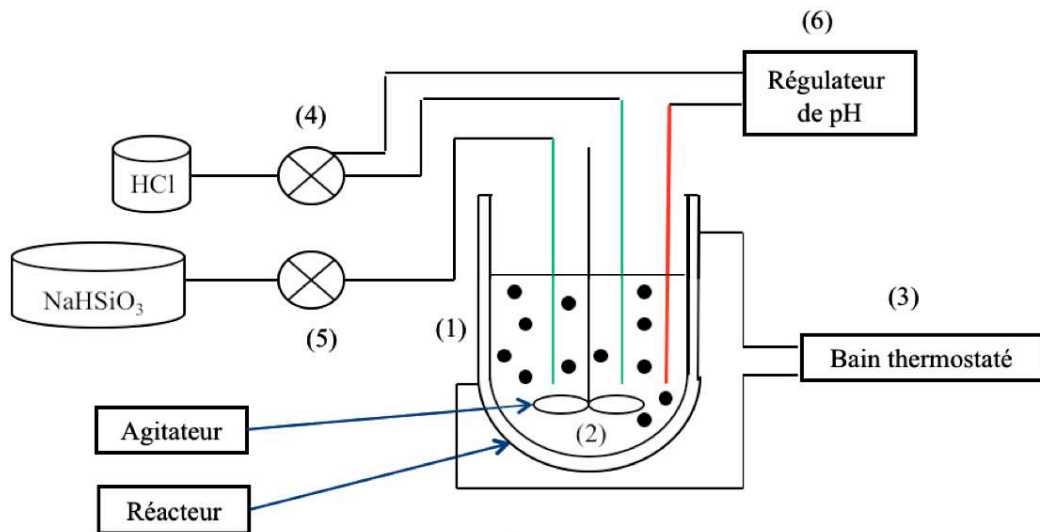 (6)
Régulateur
de pH
(4)
HCl
NaHSiO₃
(5)
(1)
(3)
Bain thermostaté
Agitateur
(2)
Réacteur